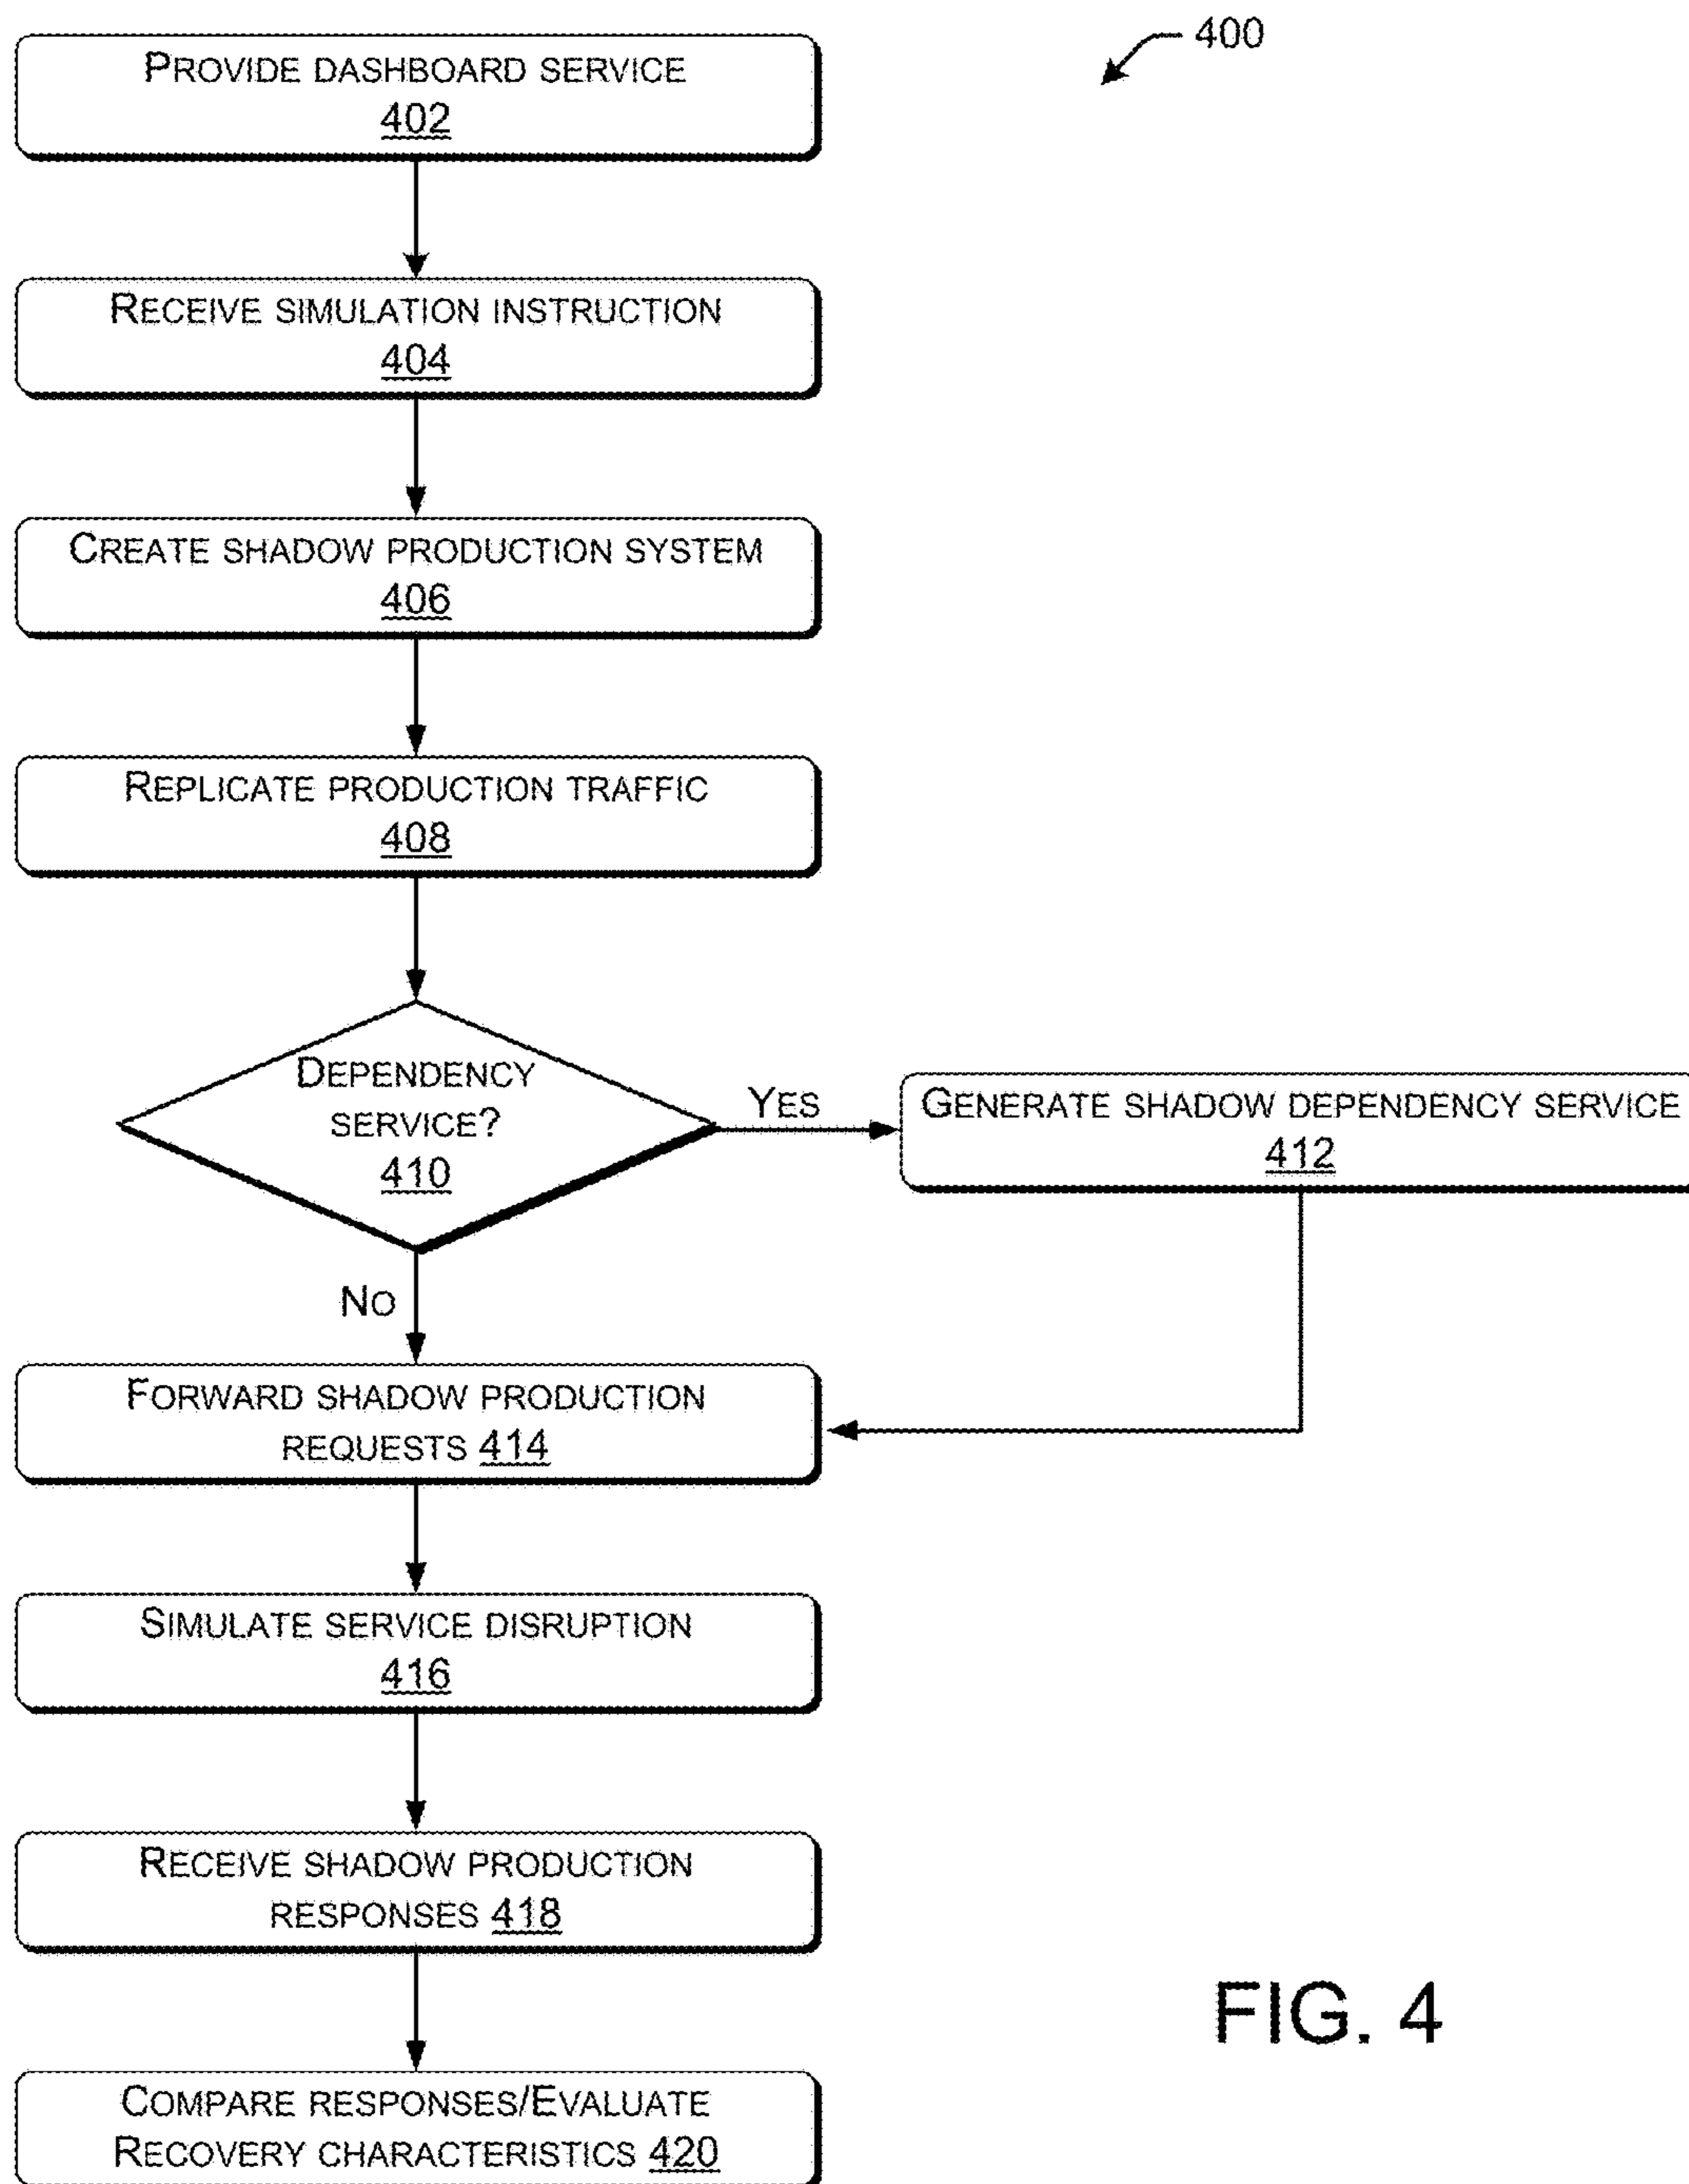 400
PROVIDE DASHBOARD SERVICE
402
RECEIVE SIMULATION INSTRUCTION
404
CREATE SHADOW PRODUCTION SYSTEM
406
REPLICATE PRODUCTION TRAFFIC
408
DEPENDENCY
SERVICE?
410
YES
GENERATE SHADOW DEPENDENCY SERVICE
412
NO
FORWARD SHADOW PRODUCTION
REQUESTS 414
SIMULATE SERVICE DISRUPTION
416
RECEIVE SHADOW PRODUCTION
RESPONSES 418
COMPARE RESPONSES/EVALUATE
RECOVERY CHARACTERISTICS 420
FIG. 4